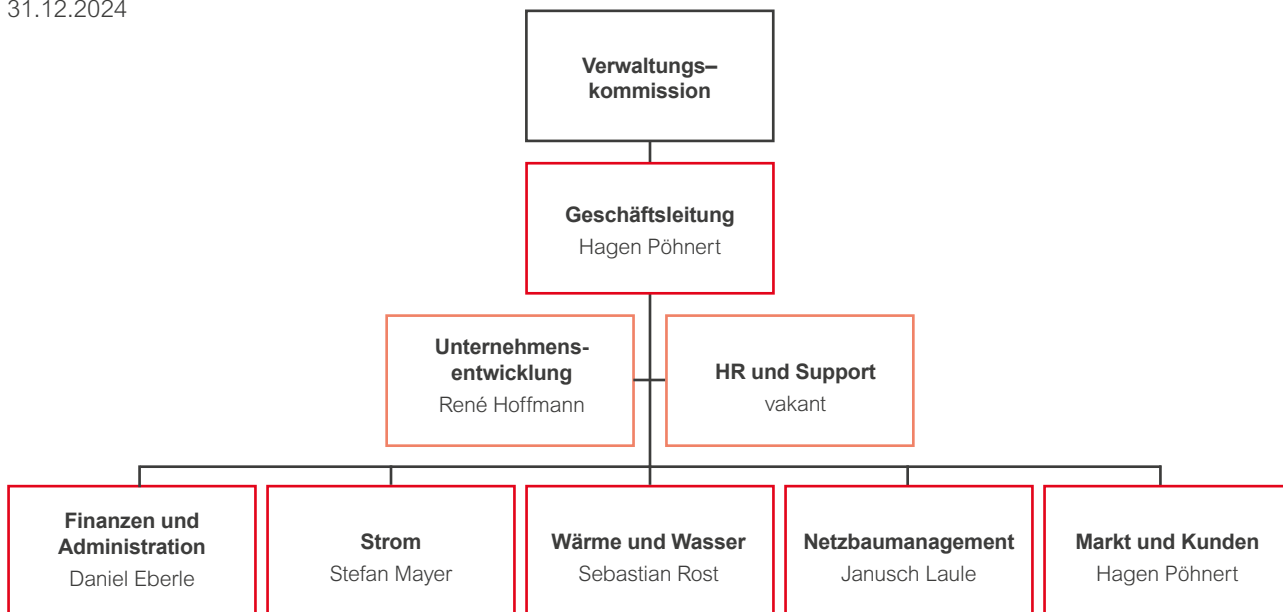 31.12.2024
Verwaltungs–
kommission
Geschäftsleitung
Hagen Pöhnert
Unternehmens-
entwicklung
René Hoffmann
HR und Support
vakant
Finanzen und
Administration
Daniel Eberle
Strom
Stefan Mayer
Wärme und Wasser
Sebastian Rost
Netzbaumanagement
Janusch Laule
Markt und Kunden
Hagen Pöhnert